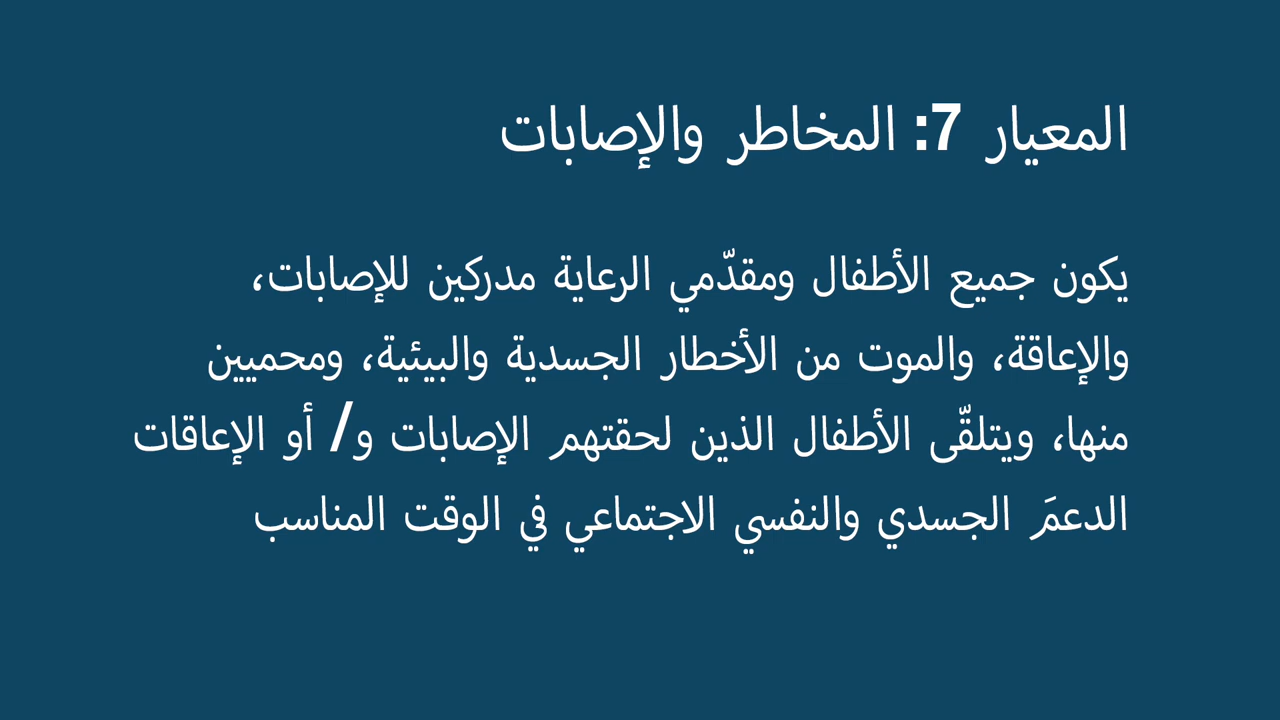 المعيار 7: المخاطر والإصابات
يكون جميع الأطفال ومقدّمي الرعاية مدركين للإصابات،
والإعاقة، والموت من الأخطار الجسدية والبيئية، ومحميين
منها، ويتلقّى الأطفال الذين لحقتهم الإصابات و/ أو الإعاقات
الدعمَ الجسدي والنفسي الاجتماعي في الوقت المناسب